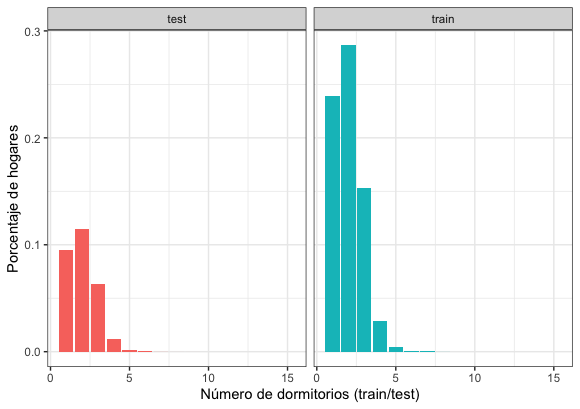 test train
Porcentaje de hogares
0.3
0.2
0.1
0.0
0 5 10 15 0 5 10 15
Número de dormitorios (train/test)